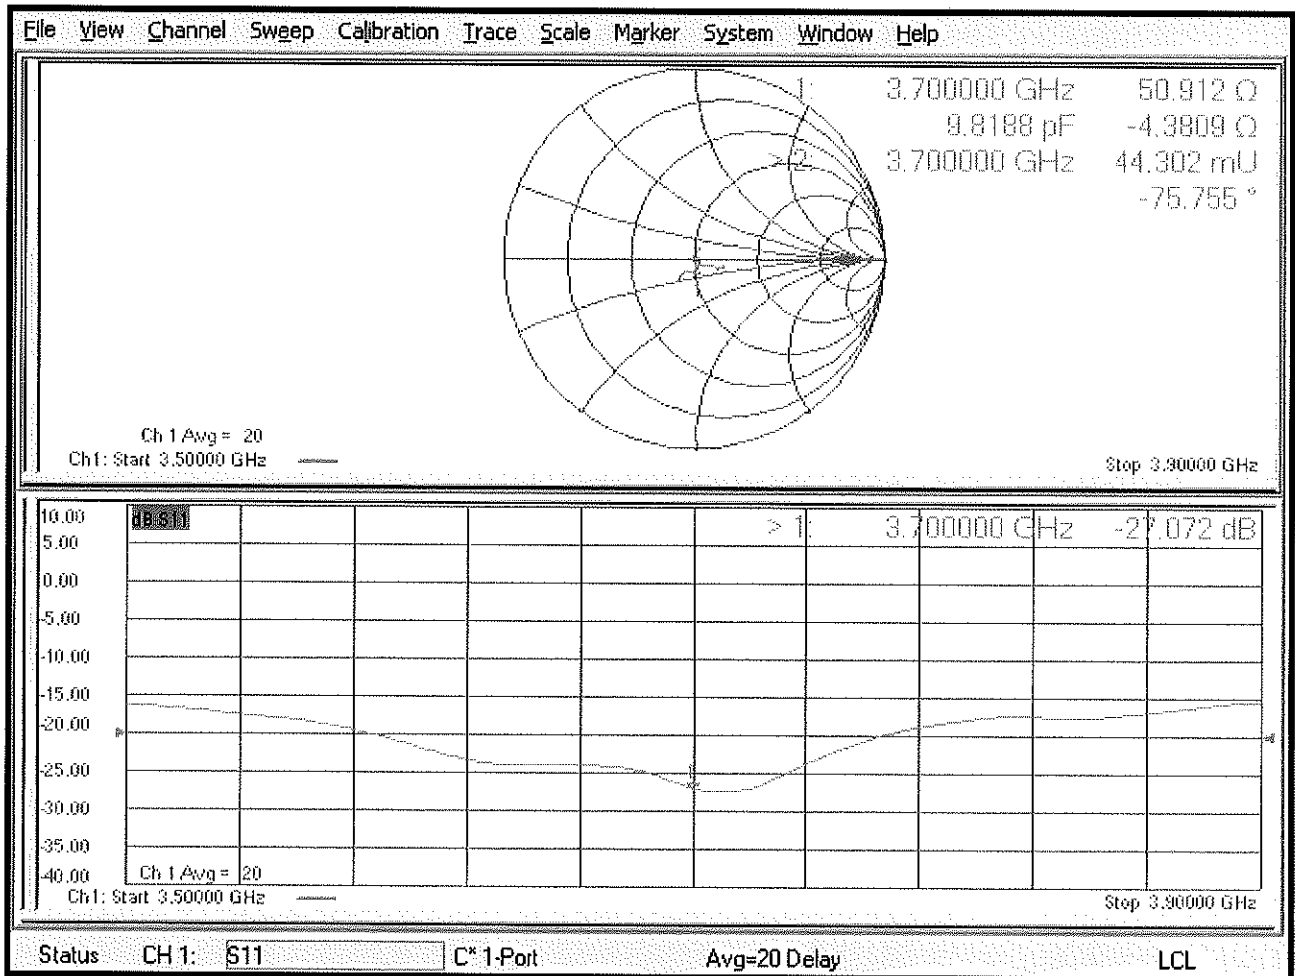 File View Channel Sweep Calibration Trace Scale Marker System Window Help
1: 3.700000 GHz 50.912 Ω
9.8188 pF -4.3809 Ω
> 2: 3.700000 GHz 44.302 mU
-75.755 °
Ch 1 Avg = 20
Ch1: Start 3.50000 GHz
Stop 3.90000 GHz
10.00 dB S11
> 1: 3.700000 GHz -27.072 dB
5.00
0.00
-5.00
-10.00
-15.00
-20.00
-25.00
1
-30.00
-35.00
-40.00
Ch 1 Avg = 20
Ch1: Start 3.50000 GHz
Stop 3.90000 GHz
Status CH 1: S11 C* 1-Port Avg=20 Delay LCL